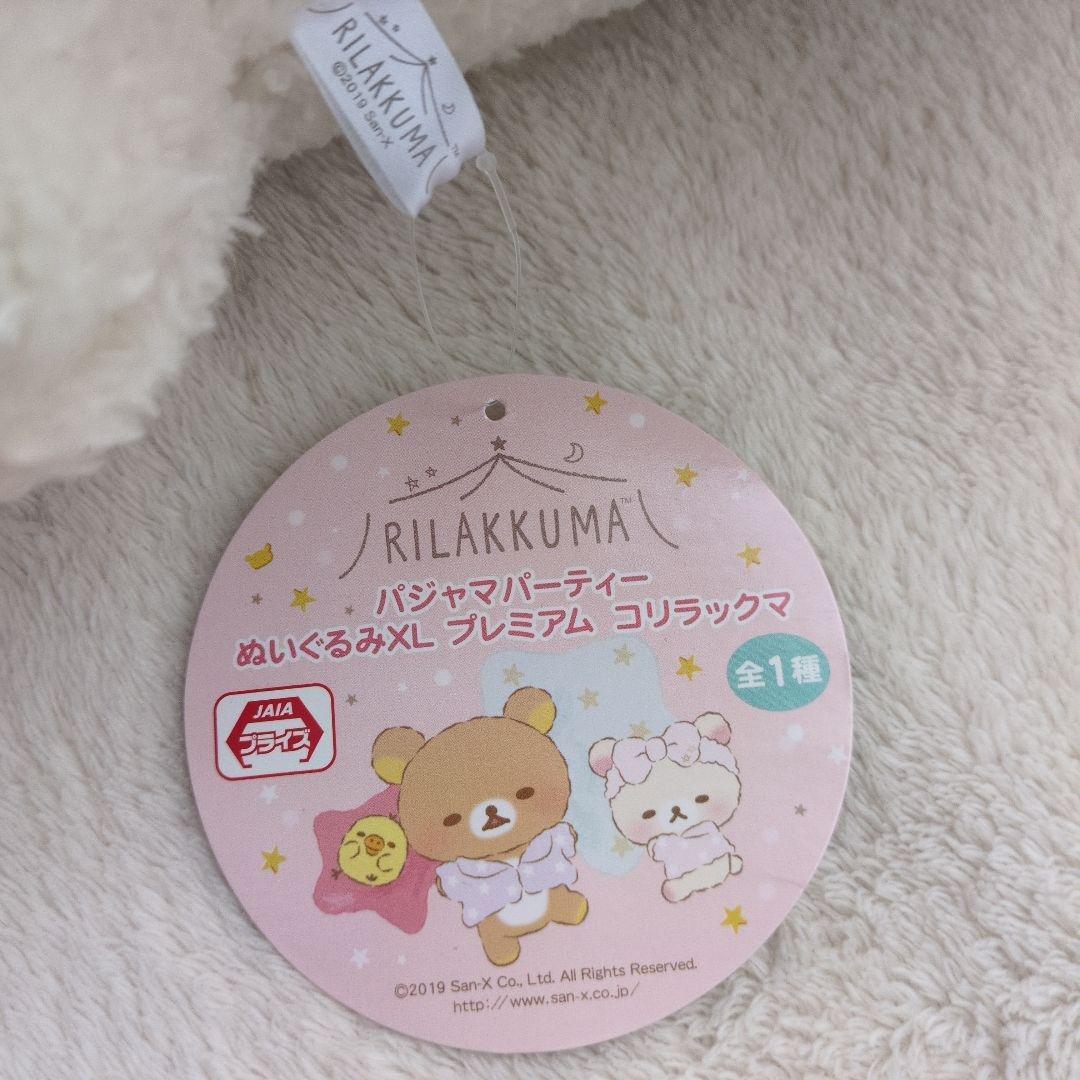 RILAKKUMA™
©2019 San-X
RILAKKUMA™
パジャマパーティー
ぬいぐるみXL プレミアム コリラックマ
全1種
JAIA
プライズ
©2019 San-X Co., Ltd. All Rights Reserved.
http://www.san-x.co.jp/